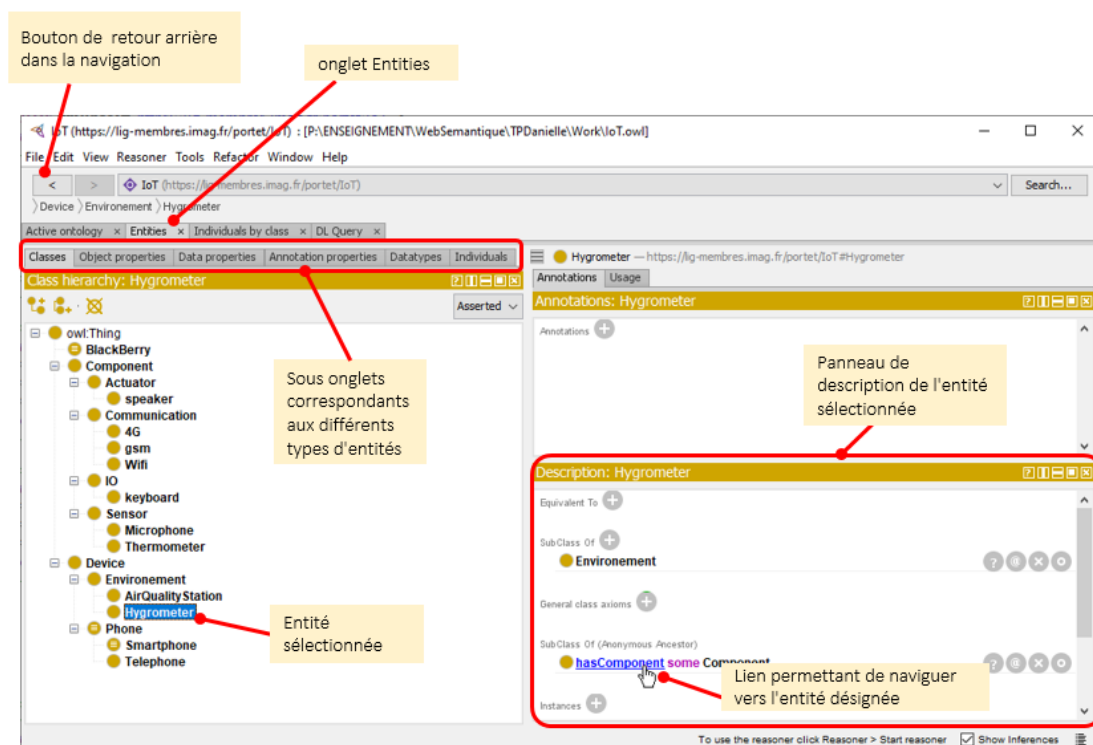 Bouton de retour arrière
dans la navigation
onglet Entities
IoT (https://lig-membres.imag.fr/portet/IoT) : [P:\ENSEIGNEMENT\WebSemantique\TPDanielle\Work\IoT.owl]
File Edit View Reasoner Tools Refactor Window Help
< > IoT (https://lig-membres.imag.fr/portet/IoT) Search...
Device Environement Hygrometer
Active ontology × Entities × Individuals by class × DL Query ×
Classes Object properties Data properties Annotation properties Datatypes Individuals
Hygrometer — https://lig-membres.imag.fr/portet/IoT#Hygrometer
Annotations Usage
Class hierarchy: Hygrometer
Asserted
owl:Thing
BlackBerry
Component
Actuator
speaker
Communication
4G
gsm
Wifi
IO
keyboard
Sensor
Microphone
Thermometer
Device
Environement
AirQualityStation
Hygrometer
Phone
Smartphone
Telephone
Sous onglets
correspondants
aux différents
types d'entités
Entité
sélectionnée
Annotations: Hygrometer
Annotations
Panneau de
description de l'entité
sélectionnée
Description: Hygrometer
Equivalent To
SubClass Of
Environement
General class axioms
SubClass Of (Anonymous Ancestor)
hasComponent some Component
Lien permettant de naviguer
vers l'entité désignée
Instances
To use the reasoner click Reasoner > Start reasoner Show Inferences